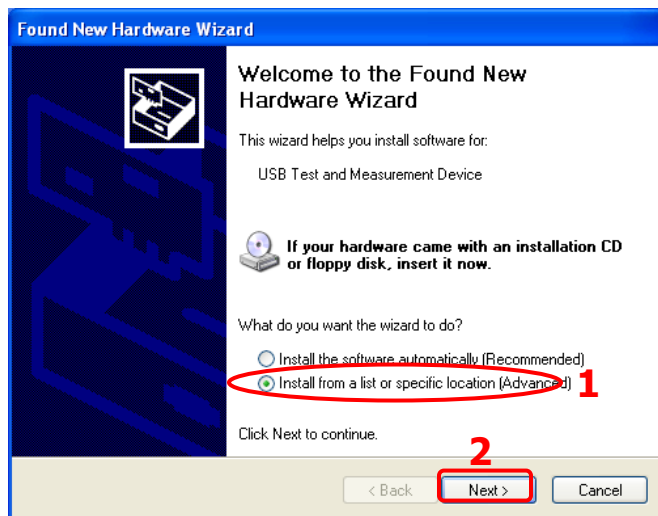 Found New Hardware Wizard
Welcome to the Found New
Hardware Wizard
This wizard helps you install software for:
USB Test and Measurement Device
If your hardware came with an installation CD
or floppy disk, insert it now.
What do you want the wizard to do?
Install the software automatically (Recommended)
Install from a list or specific location (Advanced)
1
Click Next to continue.
2
< Back
Next >
Cancel